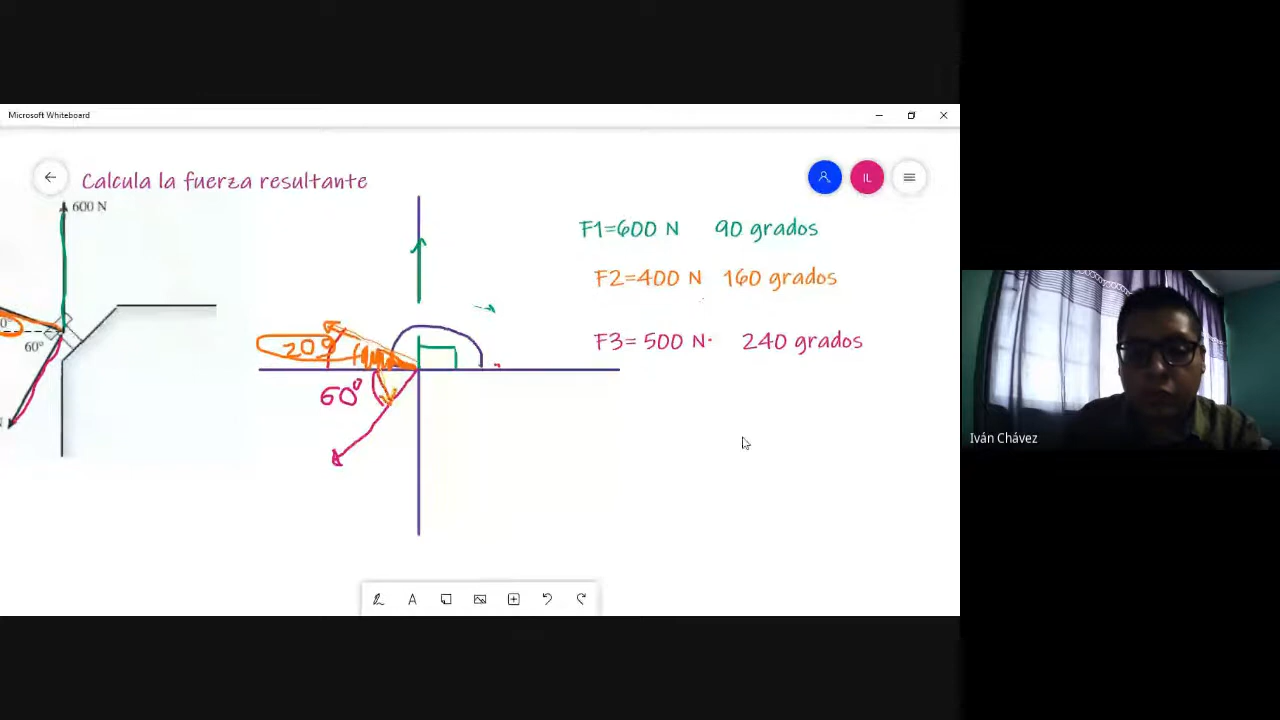 Microsoft Whiteboard
Calcula la fuerza resultante
IL
600 N
F1=600 N 90 grados
F2=400 N 160 grados
F3= 500 N 240 grados
20°
60°
60°
Iván Chávez
A